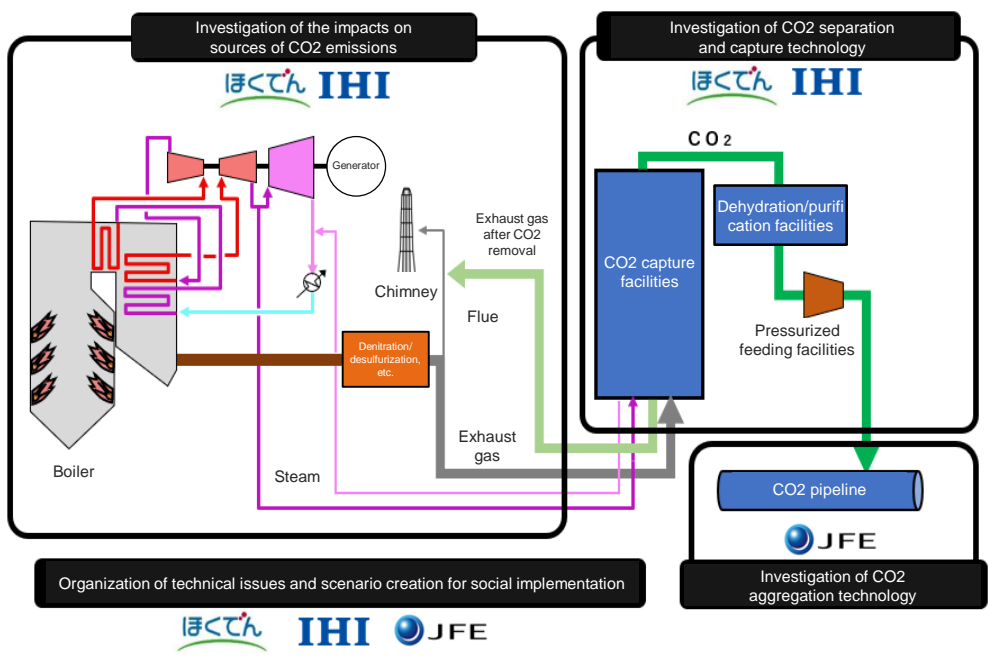 Investigation of the impacts on
sources of CO2 emissions
ほくでん IHI
Investigation of CO2 separation
and capture technology
ほくでん IHI
Generator
CO2
Dehydration/purifi
cation facilities
Exhaust gas
after CO2
removal
CO2 capture
facilities
Chimney
Flue
Pressurized
feeding facilities
Denitration/
desulfurization,
etc.
Exhaust
gas
Boiler
Steam
CO2 pipeline
JFE
Investigation of CO2
aggregation technology
Organization of technical issues and scenario creation for social implementation
ほくでん IHI JFE